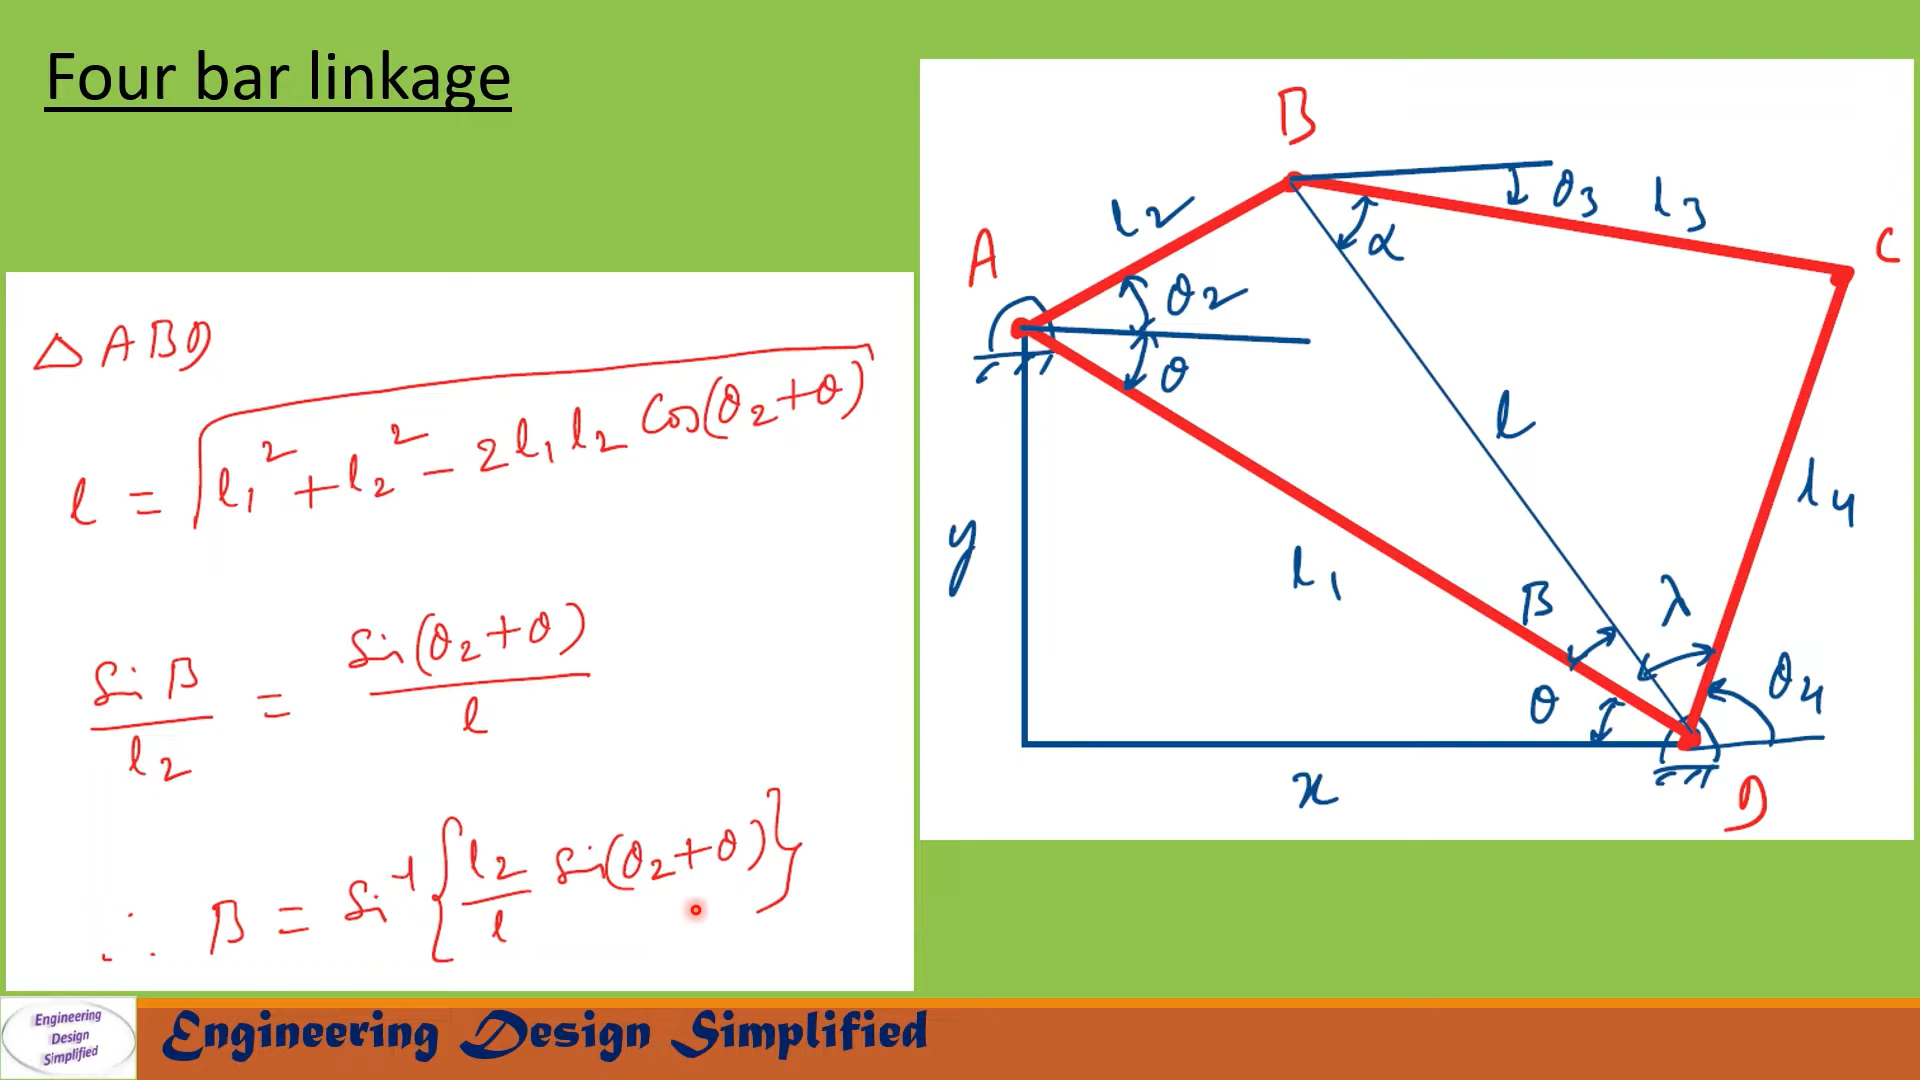 Four bar linkage
△ABD
l = √(l₁² + l₂² - 2l₁l₂ Cos(θ₂+θ))
Sin B / l₂ = Sin(θ₂+θ) / l
∴ B = Sin⁻¹{l₂/l Sin(θ₂+θ)}
B
θ₃
l₃
l₂
α
A
C
θ₂
θ
l
l₄
y
l₁
B
λ
θ
θ₄
x
D
Engineering
Design
Simplified
Engineering Design Simplified